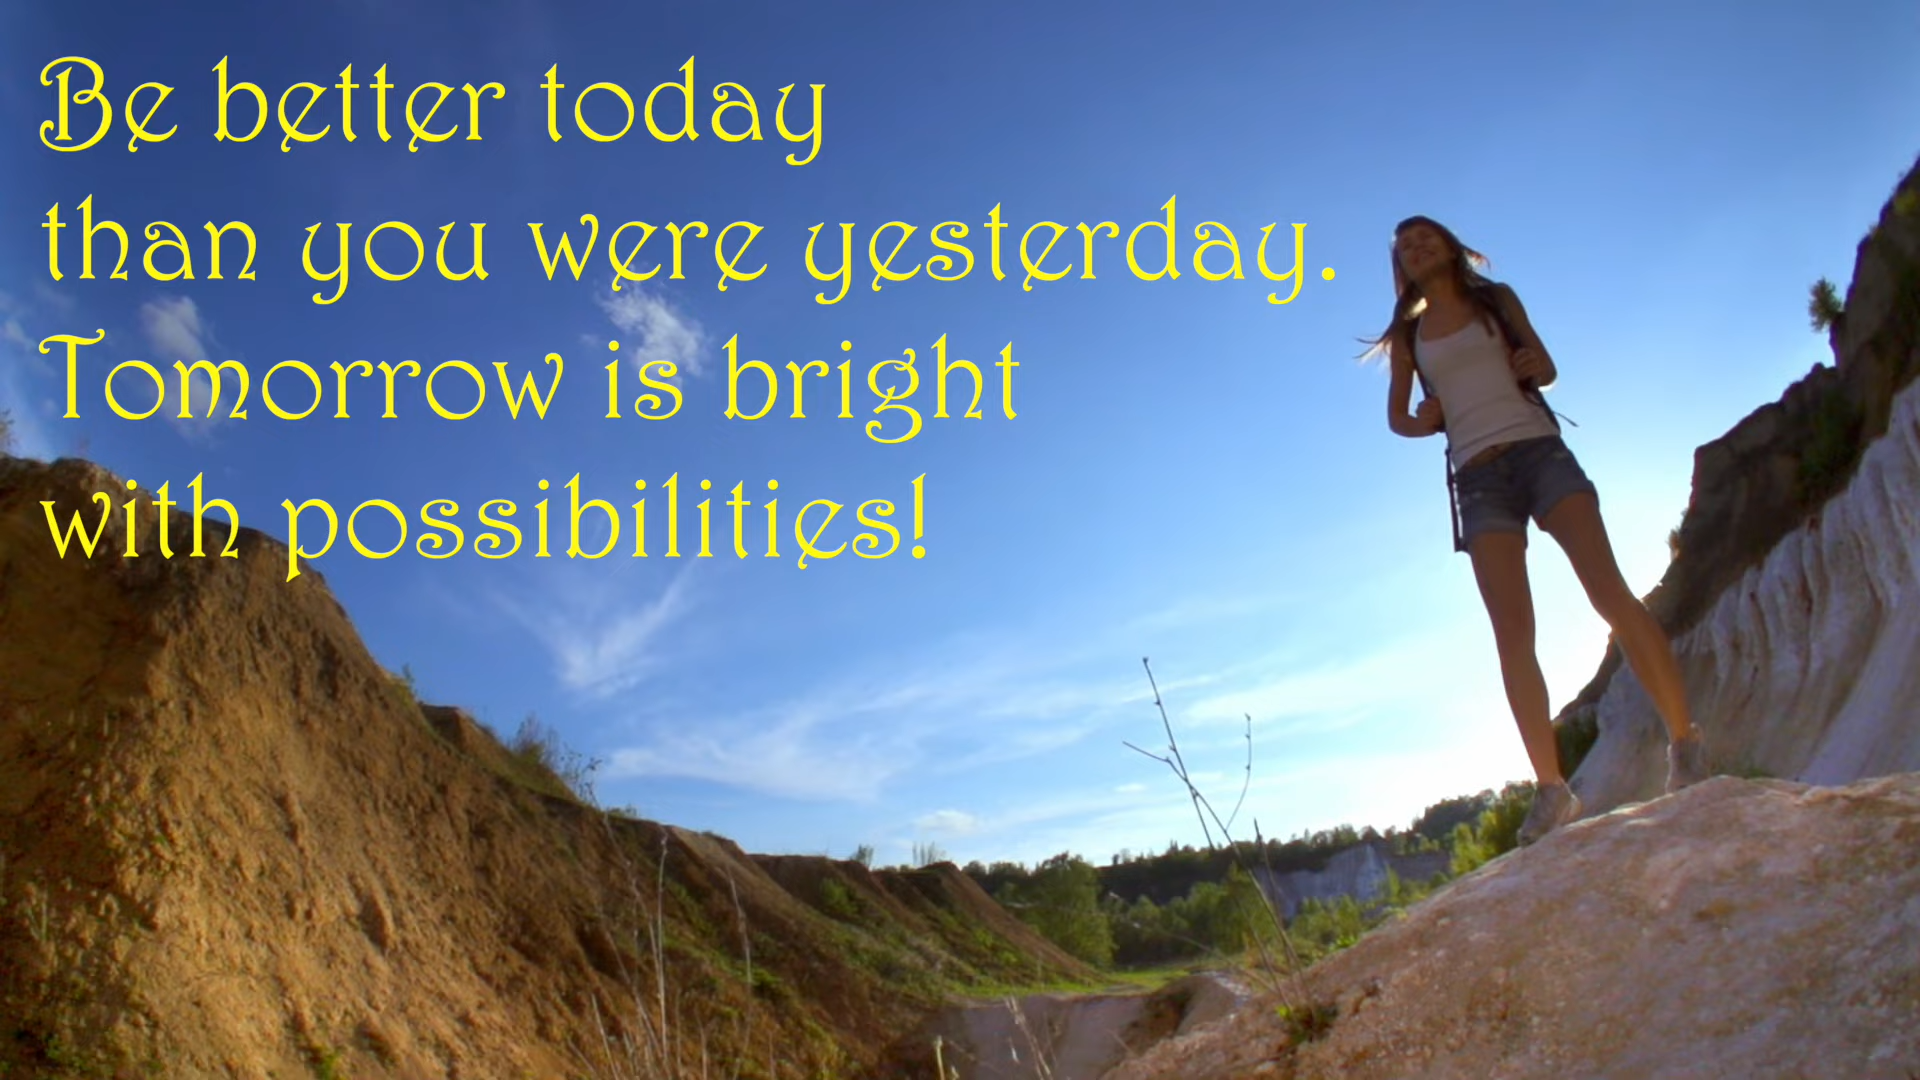 Be better today
than you were yesterday.
Tomorrow is bright
with possibilities!